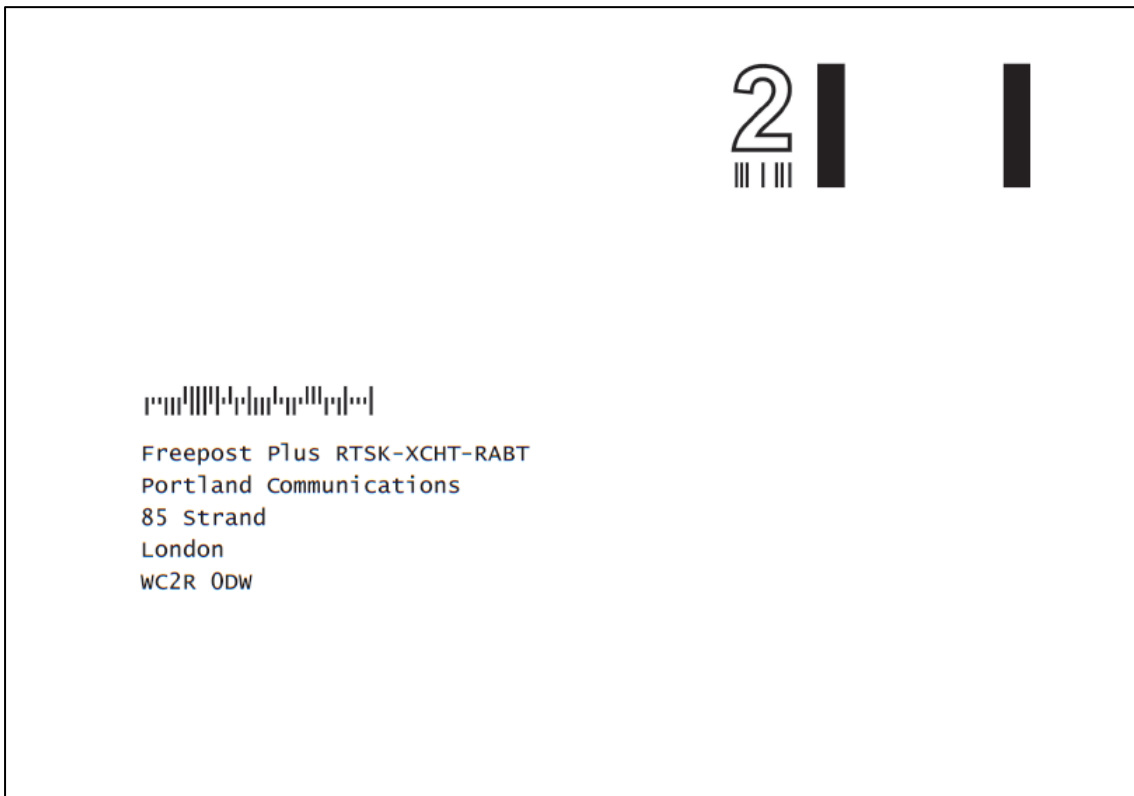 2
Freepost Plus RTSK-XCHT-RABT
Portland Communications
85 Strand
London
WC2R 0DW